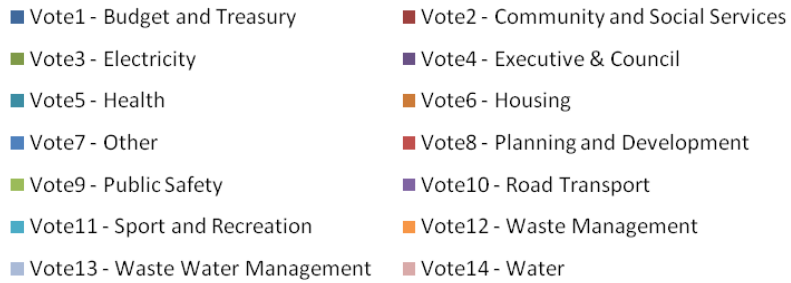 Vote1 - Budget and Treasury
Vote2 - Community and Social Services
Vote3 - Electricity
Vote4 - Executive & Council
Vote5 - Health
Vote6 - Housing
Vote7 - Other
Vote8 - Planning and Development
Vote9 - Public Safety
Vote10 - Road Transport
Vote11 - Sport and Recreation
Vote12 - Waste Management
Vote13 - Waste Water Management
Vote14 - Water